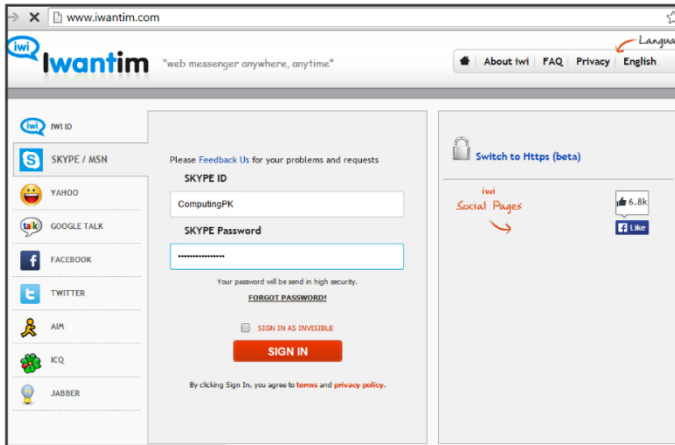 www.iwantim.com
iwi
Iwantim
"web messenger anywhere, anytime"
Langua
About iwi FAQ Privacy English
iwi IWI ID
SKYPE / MSN
YAHOO
talk GOOGLE TALK
FACEBOOK
TWITTER
AIM
ICQ
JABBER
Please Feedback Us for your problems and requests
SKYPE ID
ComputingPK
SKYPE Password
••••••••••••••••
Your password will be send in high security.
FORGOT PASSWORD!
SIGN IN AS INVISIBLE
SIGN IN
By clicking Sign In, you agree to terms and privacy policy.
Switch to Https (beta)
iwi
Social Pages
6.8k
Like